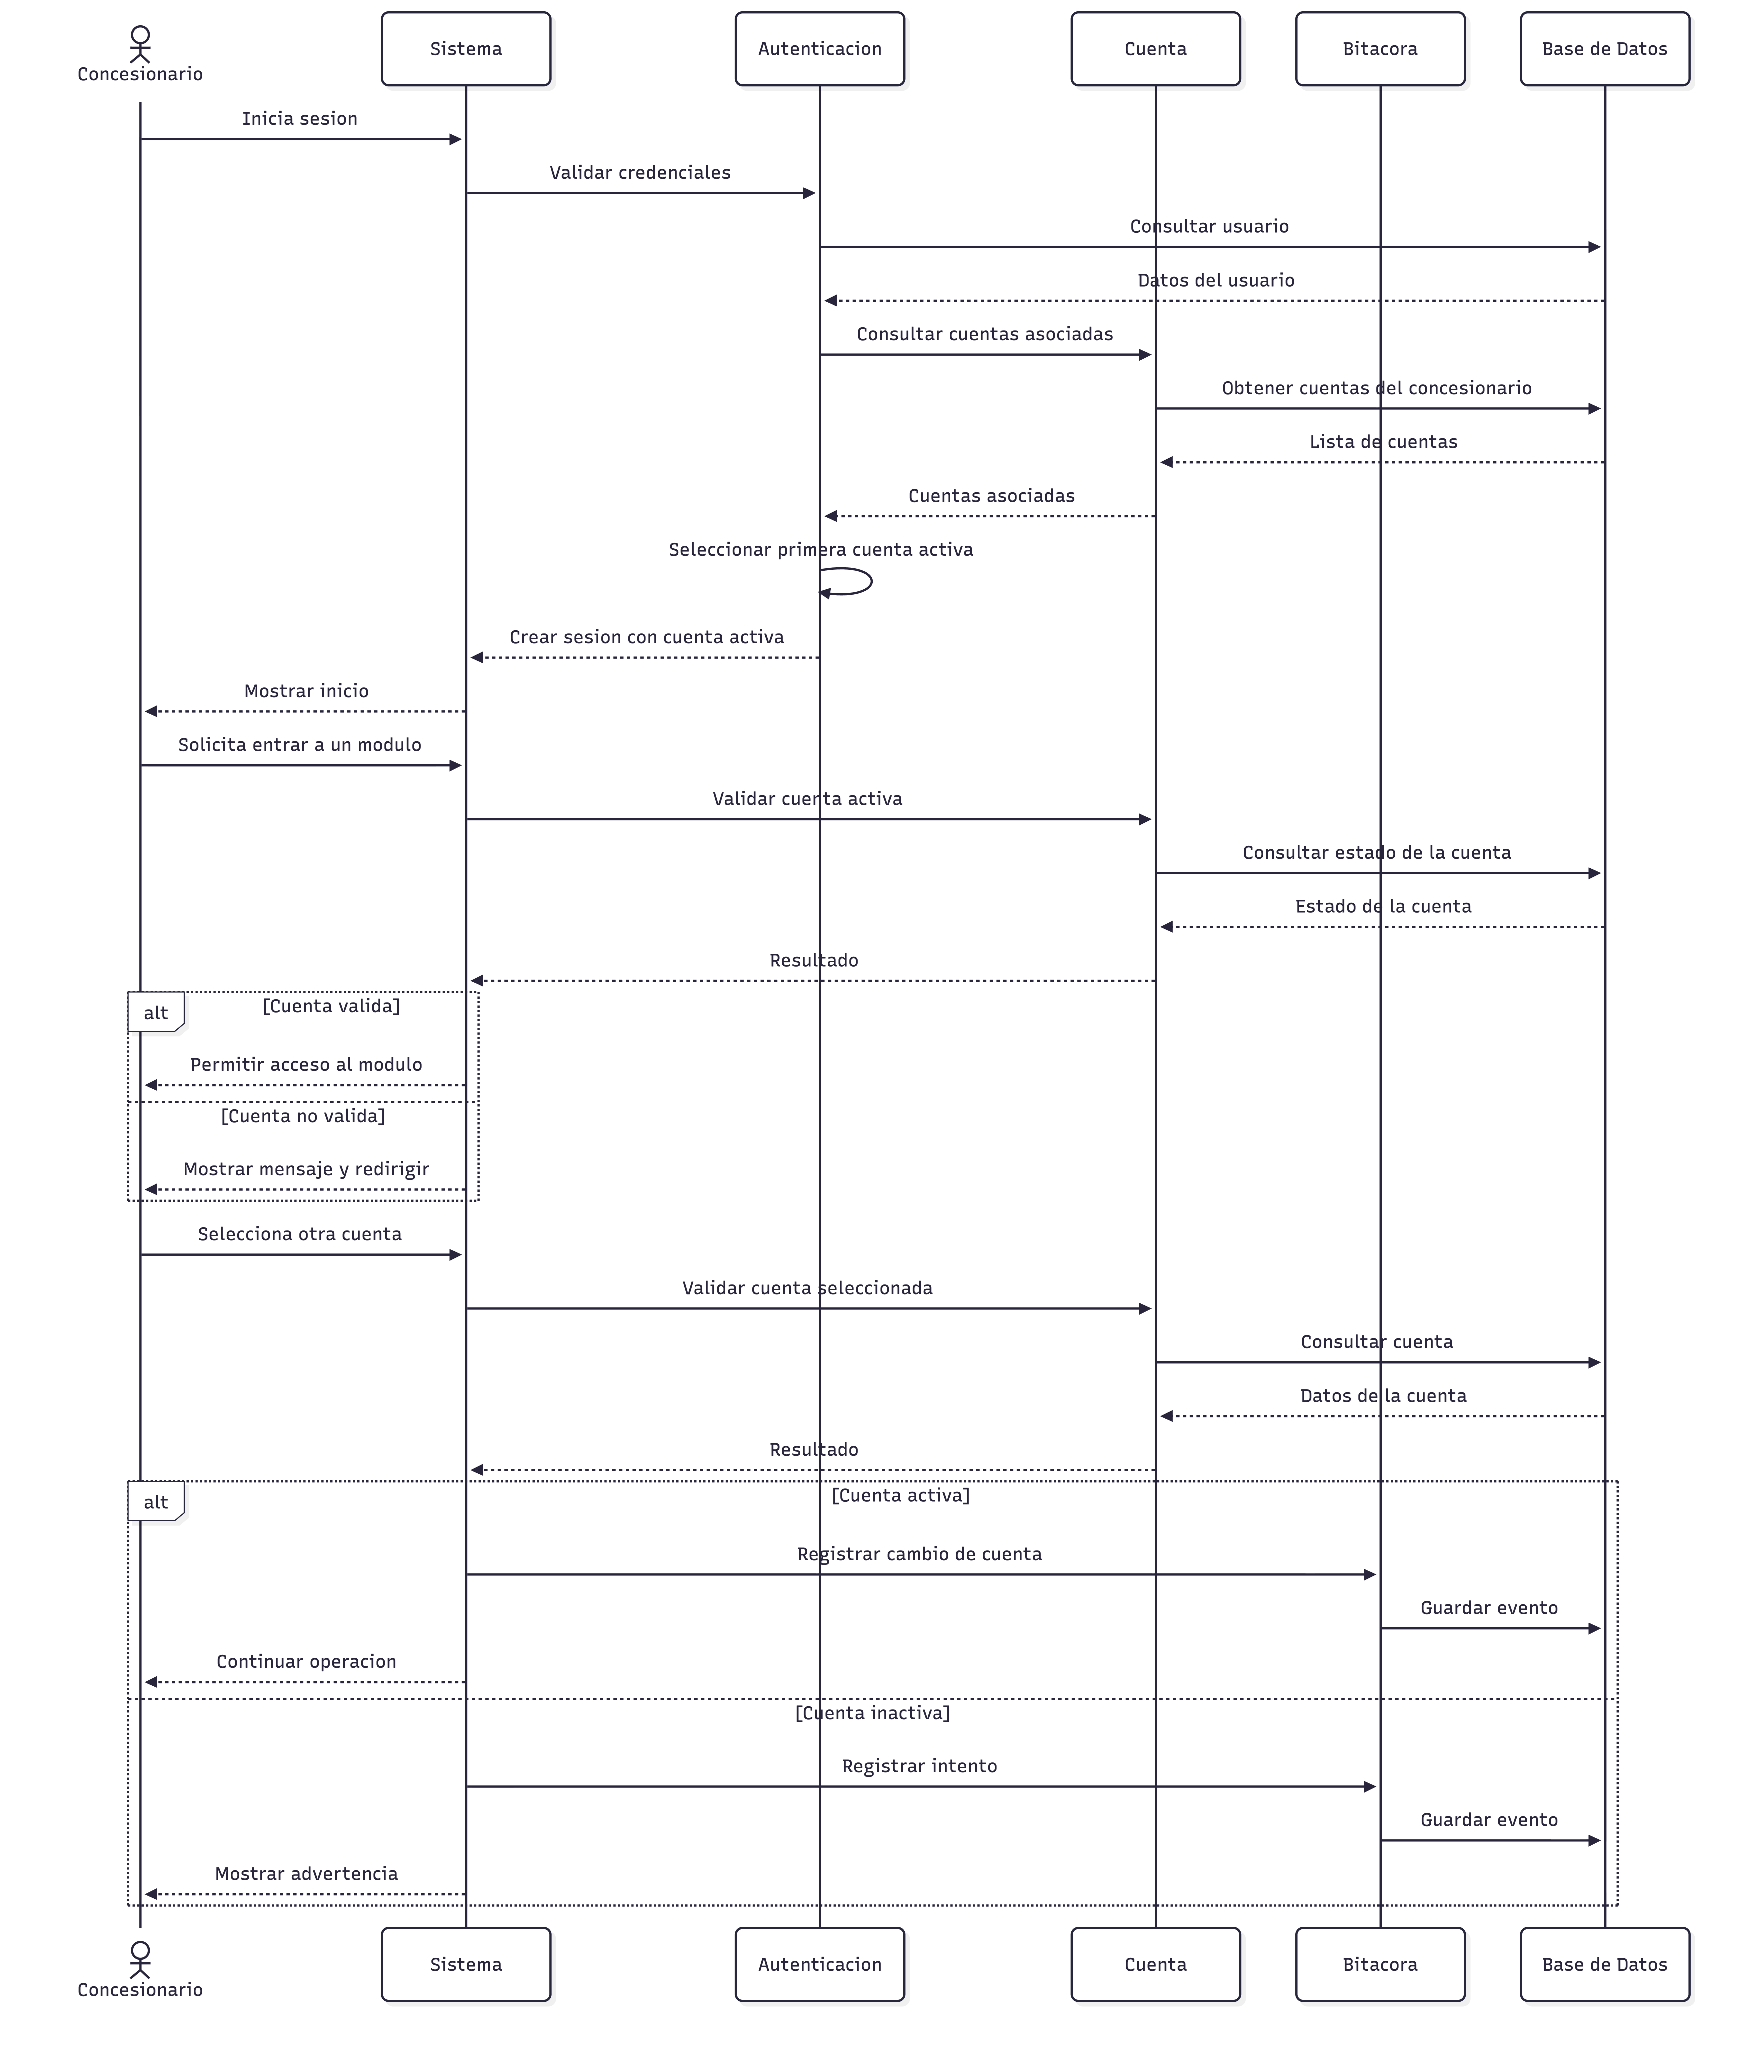 Concesionario
Sistema
Autenticacion
Cuenta
Bitacora
Base de Datos
Inicia sesion
Validar credenciales
Consultar usuario
Datos del usuario
Consultar cuentas asociadas
Obtener cuentas del concesionario
Lista de cuentas
Cuentas asociadas
Seleccionar primera cuenta activa
Crear sesion con cuenta activa
Mostrar inicio
Solicita entrar a un modulo
Validar cuenta activa
Consultar estado de la cuenta
Estado de la cuenta
Resultado
alt
[Cuenta valida]
Permitir acceso al modulo
[Cuenta no valida]
Mostrar mensaje y redirigir
Selecciona otra cuenta
Validar cuenta seleccionada
Consultar cuenta
Datos de la cuenta
Resultado
alt
[Cuenta activa]
Registrar cambio de cuenta
Guardar evento
Continuar operacion
[Cuenta inactiva]
Registrar intento
Guardar evento
Mostrar advertencia
Concesionario
Sistema
Autenticacion
Cuenta
Bitacora
Base de Datos